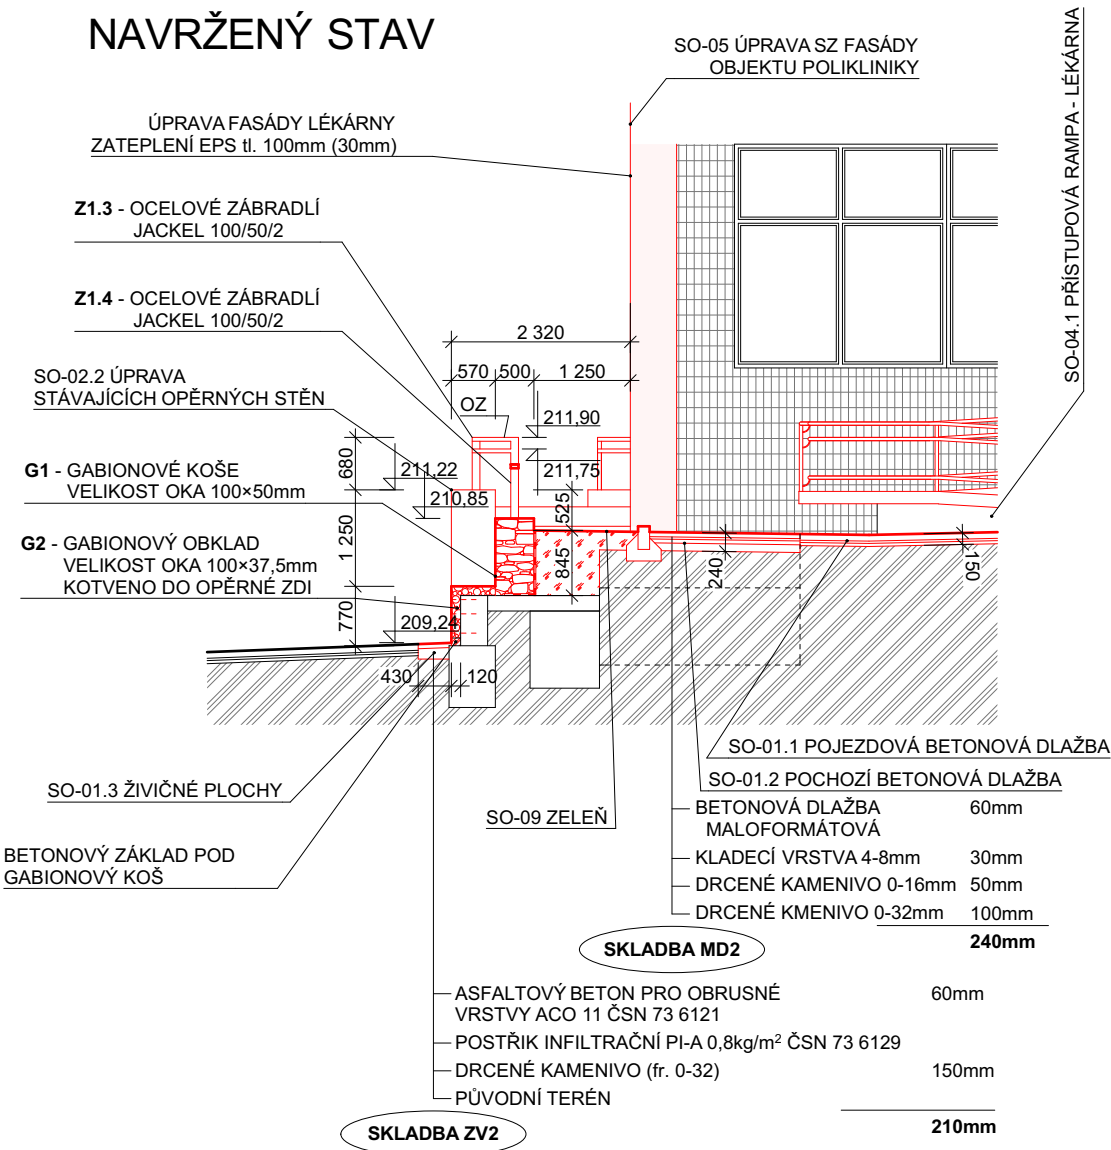 NAVRŽENÝ STAV
SO-05 ÚPRAVA SZ FASÁDY
OBJEKTU POLIKLINIKY
SO-04.1 PŘÍSTUPOVÁ RAMPA - LÉKÁRNA
ÚPRAVA FASÁDY LÉKÁRNY
ZATEPLENÍ EPS tl. 100mm (30mm)
Z1.3 - OCELOVÉ ZÁBRADLÍ
JACKEL 100/50/2
Z1.4 - OCELOVÉ ZÁBRADLÍ
JACKEL 100/50/2
2 320
570 500 1 250
SO-02.2 ÚPRAVA
STÁVAJÍCÍCH OPĚRNÝCH STĚN
OZ
211,90
680
211,22
211,75
G1 - GABIONOVÉ KOŠE
VELIKOST OKA 100×50mm
210,85
525
1 250
G2 - GABIONOVÝ OBKLAD
VELIKOST OKA 100×37,5mm
KOTVENO DO OPĚRNÉ ZDI
845
240
150
770
209,24
430
120
SO-01.1 POJEZDOVÁ BETONOVÁ DLAŽBA
SO-01.2 POCHOZÍ BETONOVÁ DLAŽBA
SO-01.3 ŽIVIČNÉ PLOCHY
SO-09 ZELEŇ
BETONOVÝ ZÁKLAD POD
GABIONOVÝ KOŠ
BETONOVÁ DLAŽBA 60mm
MALOFORMÁTOVÁ
KLADECÍ VRSTVA 4-8mm 30mm
DRCENÉ KAMENIVO 0-16mm 50mm
DRCENÉ KMENIVO 0-32mm 100mm
240mm
SKLADBA MD2
ASFALTOVÝ BETON PRO OBRUSNÉ 60mm
VRSTVY ACO 11 ČSN 73 6121
POSTŘIK INFILTRAČNÍ PI-A 0,8kg/m² ČSN 73 6129
DRCENÉ KAMENIVO (fr. 0-32) 150mm
PŮVODNÍ TERÉN
210mm
SKLADBA ZV2